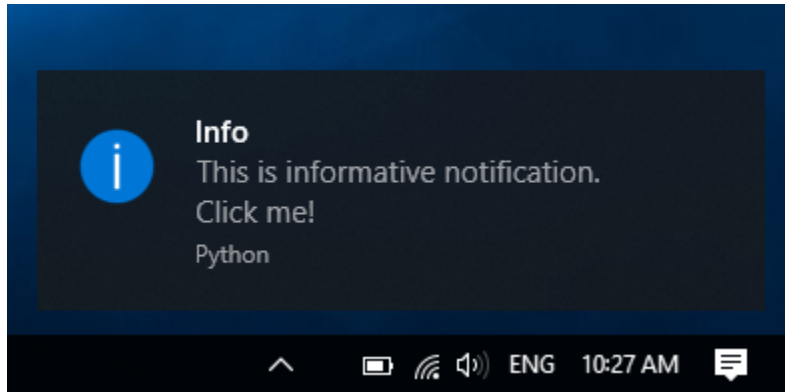 Info
This is informative notification.
Click me!
Python
ENG 10:27 AM